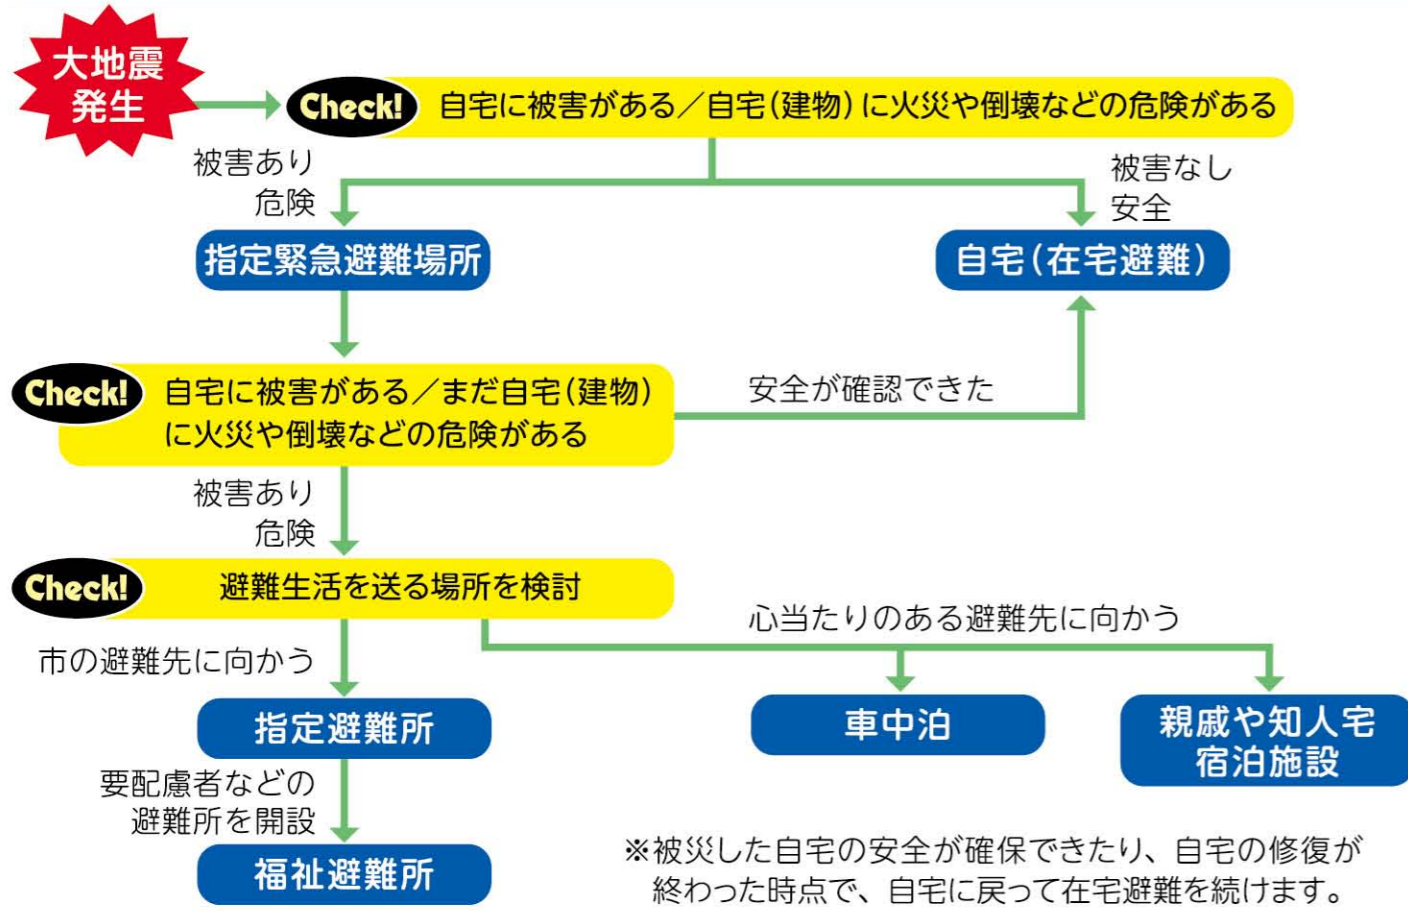 大地震
発生
Check!
自宅に被害がある／自宅(建物)に火災や倒壊などの危険がある
被害あり
危険
被害なし
安全
指定緊急避難場所
自宅(在宅避難)
Check!
自宅に被害がある／まだ自宅(建物)
に火災や倒壊などの危険がある
安全が確認できた
被害あり
危険
Check!
避難生活を送る場所を検討
心当たりのある避難先に向かう
市の避難先に向かう
指定避難所
車中泊
親戚や知人宅
宿泊施設
要配慮者などの
避難所を開設
福祉避難所
※被災した自宅の安全が確保できたり、自宅の修復が
終わった時点で、自宅に戻って在宅避難を続けます。